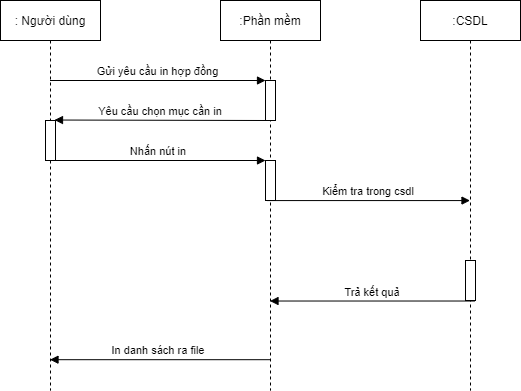 : Người dùng
:Phần mềm
:CSDL
Gửi yêu cầu in hợp đồng
Yêu cầu chọn mục cần in
Nhấn nút in
Kiểm tra trong csdl
Trả kết quả
In danh sách ra file